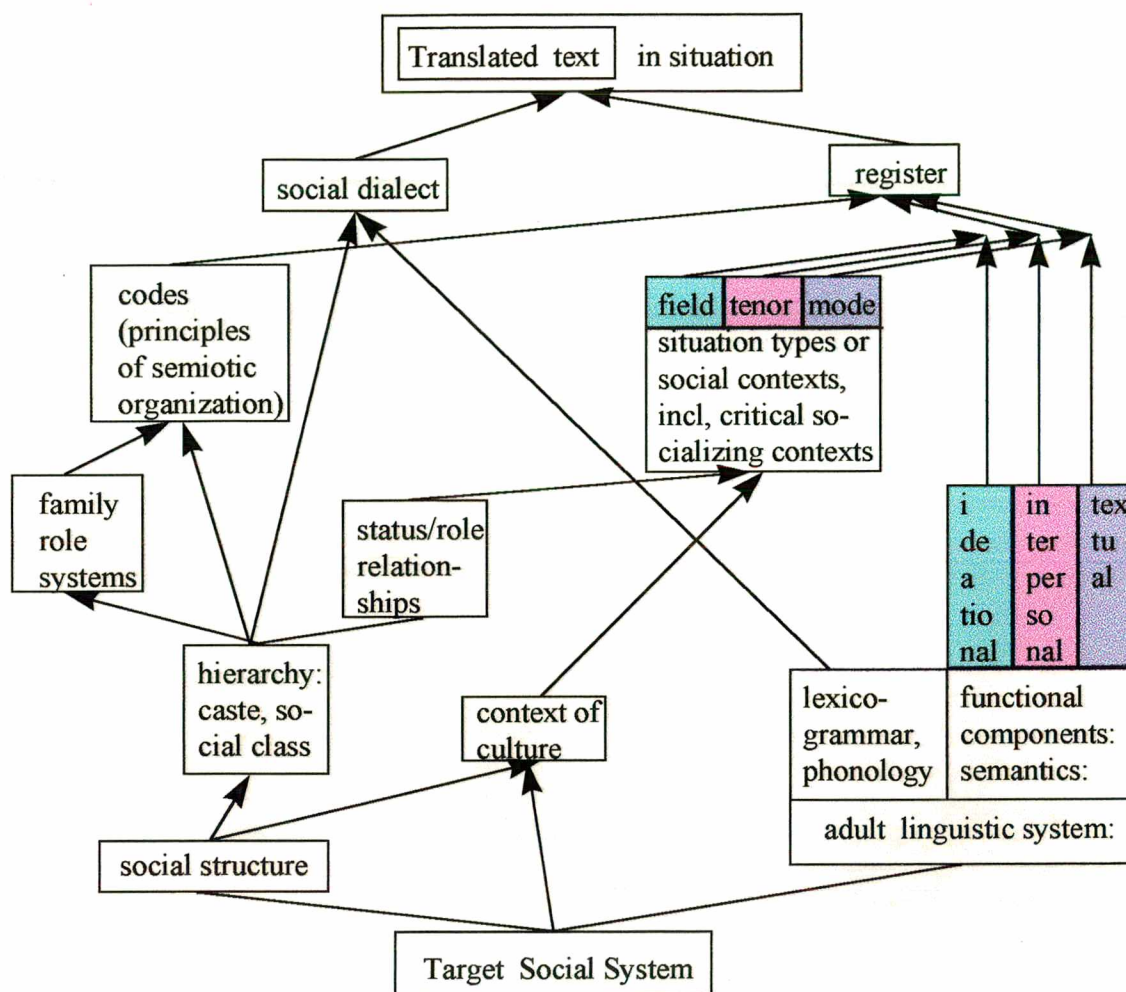 Translated text in situation
social dialect
register
codes
(principles
of semiotic
organization)
field tenor mode
situation types or
social contexts,
incl, critical so-
cializing contexts
family
role
systems
status/role
relation-
ships
i
de
a
tio
nal
in
ter
per
so
nal
tex
tu
al
hierarchy:
caste, so-
cial class
context of
culture
lexico-
grammar,
phonology
functional
components:
semantics:
adult linguistic system:
social structure
Target Social System